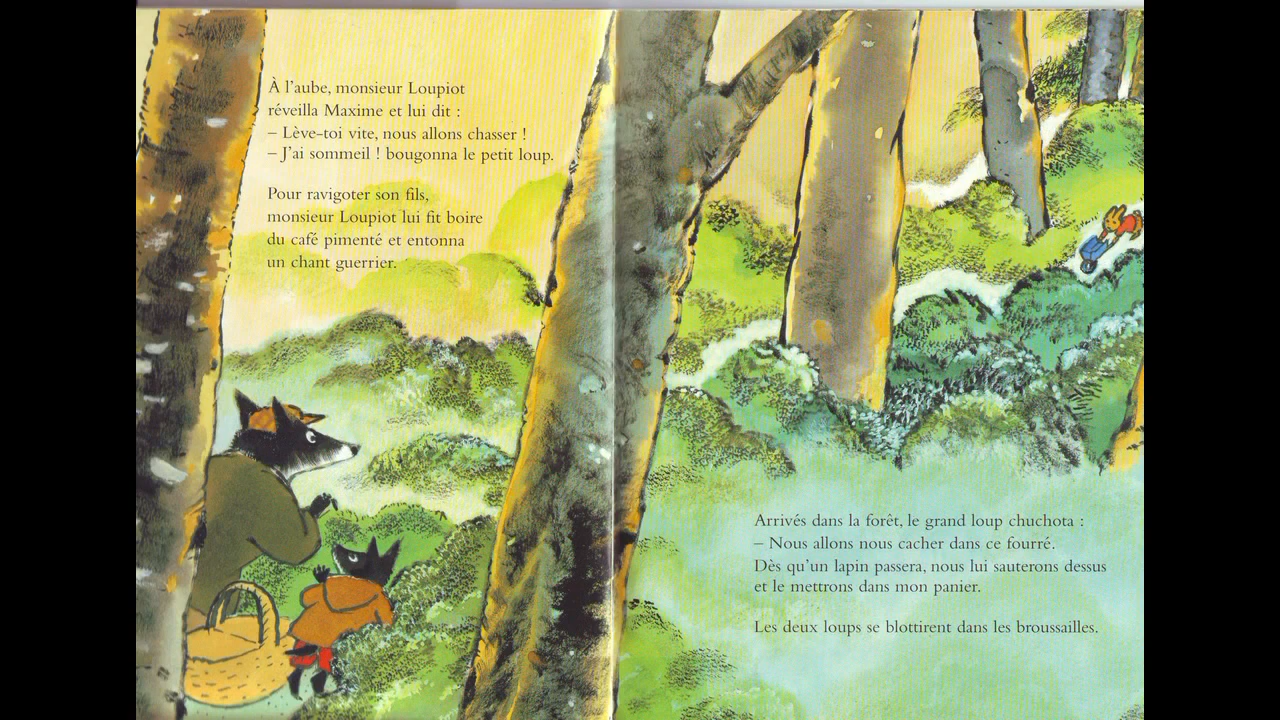 À l'aube, monsieur Loupiot
réveilla Maxime et lui dit :
– Lève-toi vite, nous allons chasser !
– J'ai sommeil ! bougonna le petit loup.
Pour ravigoter son fils,
monsieur Loupiot lui fit boire
du café pimenté et entonna
un chant guerrier.
Arrivés dans la forêt, le grand loup chuchota :
– Nous allons nous cacher dans ce fourré.
Dès qu'un lapin passera, nous lui sauterons dessus
et le mettrons dans mon panier.
Les deux loups se blottirent dans les broussailles.